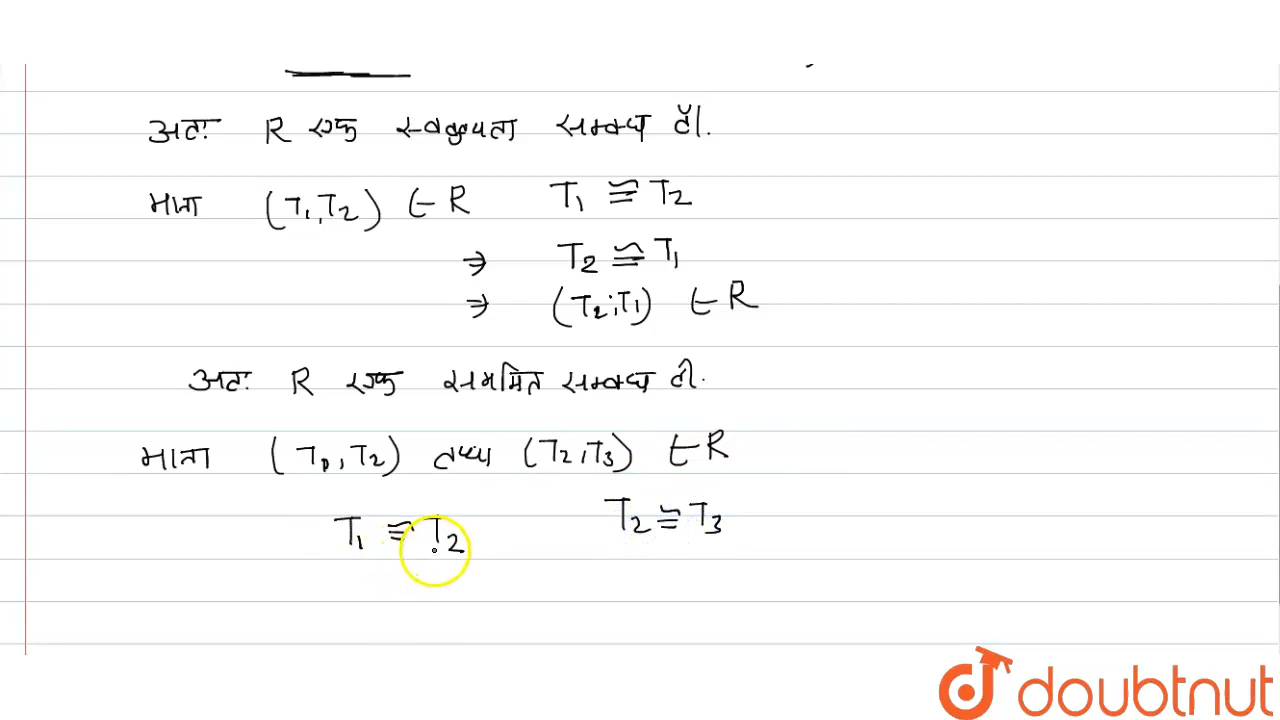 अतः R एक स्वतुल्यता सम्बन्ध है।.
माना (T₁,T₂) ∈ R T₁ ≅ T₂
⇒ T₂ ≅ T₁
⇒ (T₂,T₁) ∈ R
अतः R एक सममित सम्बन्ध है।.
माना (T₁,T₂) तथा (T₂,T₃) ∈ R
T₁ ≅ T₂ T₂ ≅ T₃
doubtnut